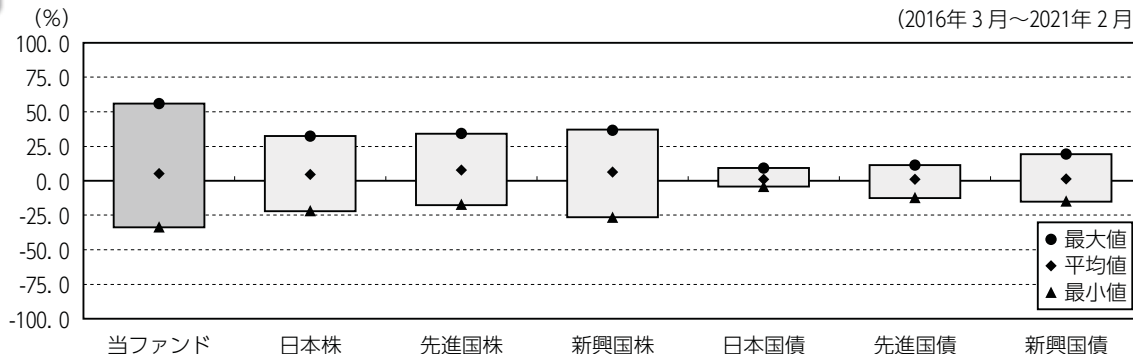 (%)
(2016年3月～2021年2月
100.0
75.0
50.0
25.0
0.0
-25.0
-50.0
-75.0
-100.0
● 最大値
◆ 平均値
▲ 最小値
当ファンド 日本株 先進国株 新興国株 日本国債 先進国債 新興国債